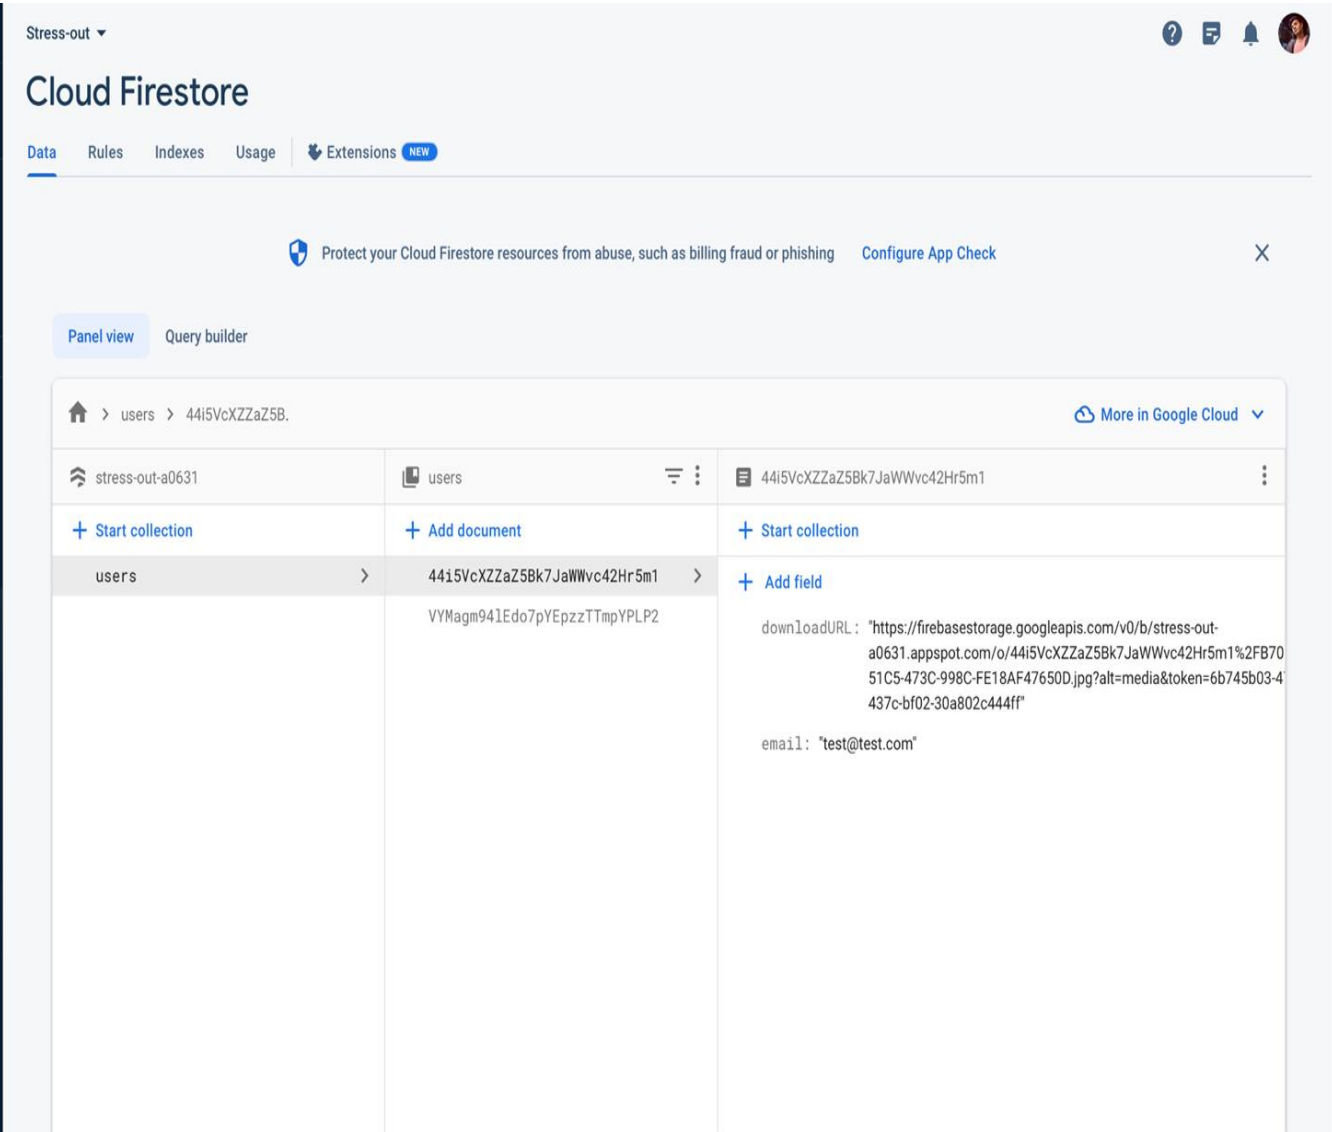 Stress-out
Cloud Firestore
Data Rules Indexes Usage Extensions NEW
Protect your Cloud Firestore resources from abuse, such as billing fraud or phishing Configure App Check
Panel view Query builder
users 44i5VcXZZaZ5B.
More in Google Cloud
stress-out-a0631 users 44i5VcXZZaZ5Bk7JaWWvc42Hr5m1
+ Start collection + Add document + Start collection
users 44i5VcXZZaZ5Bk7JaWWvc42Hr5m1
+ Add field
VYMagm94lEdo7pYEpzzTTmpYPLP2
downloadURL: "https://firebasestorage.googleapis.com/v0/b/stress-out-
a0631.appspot.com/o/44i5VcXZZaZ5Bk7JaWWvc42Hr5m1%2FB70
51C5-473C-998C-FE18AF47650D.jpg?alt=media&token=6b745b03-4
437c-bf02-30a802c444ff"
email: "test@test.com"